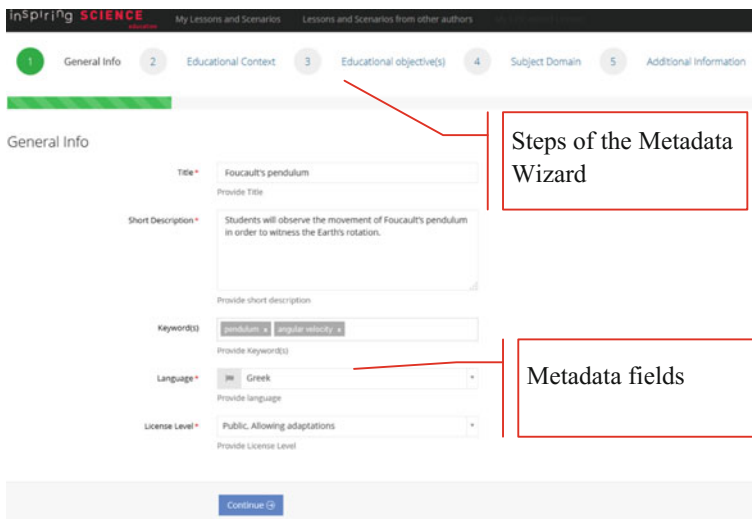 inspiring SCIENCE education My Lessons and Scenarios Lessons and Scenarios from other authors
1 General Info 2 Educational Context 3 Educational objective(s) 4 Subject Domain 5 Additional Information
General Info
Steps of the Metadata
Wizard
Title * Foucault's pendulum
Provide Title
Short Description * Students will observe the movement of Foucault's pendulum
in order to witness the Earth's rotation.
Provide short description
Keyword(s) pendulum x angular velocity x
Provide Keyword(s)
Metadata fields
Language * Greek
Provide language
License Level * Public, Allowing adaptations
Provide License Level
Continue